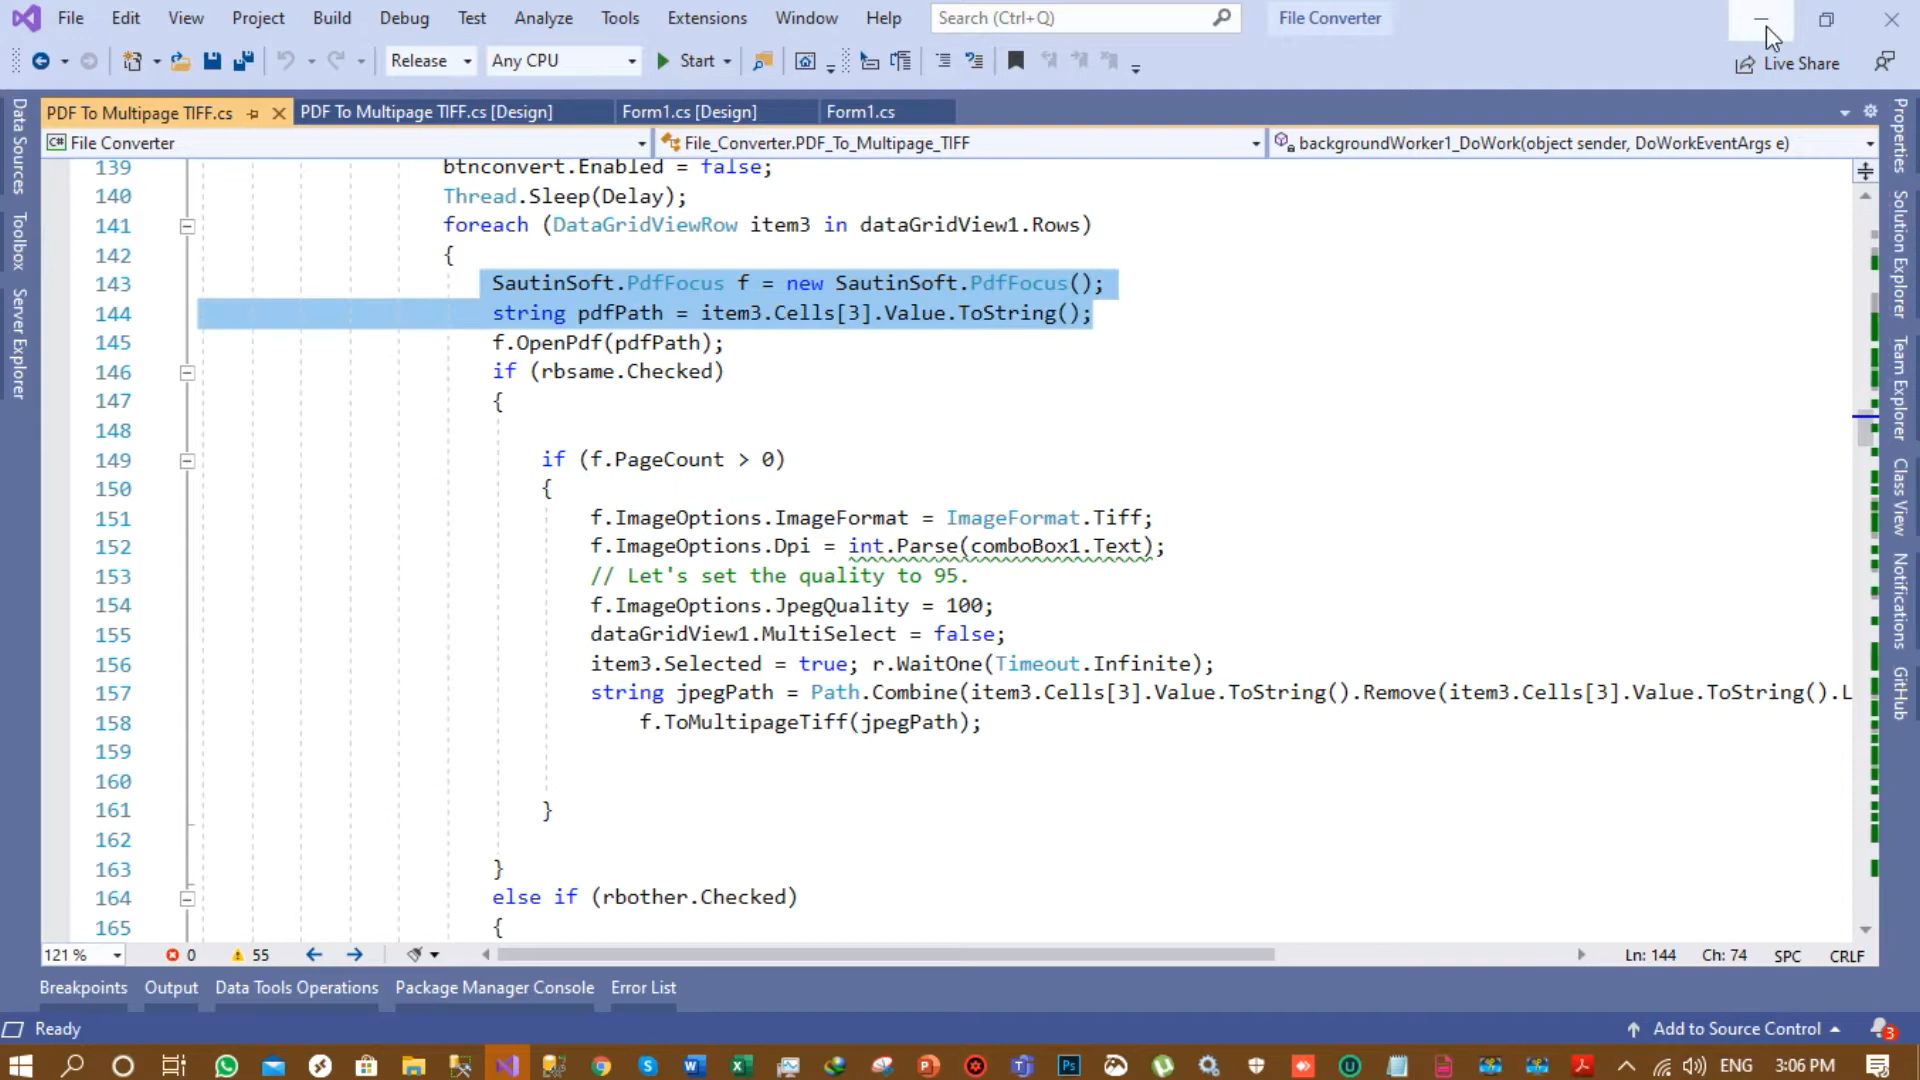 File Edit View Project Build Debug Test Analyze Tools Extensions Window Help Search (Ctrl+Q) File Converter
Release Any CPU Start Live Share
PDF To Multipage TIFF.cs PDF To Multipage TIFF.cs [Design] Form1.cs [Design] Form1.cs
C# File Converter File_Converter.PDF_To_Multipage_TIFF backgroundWorker1_DoWork(object sender, DoWorkEventArgs e)
Data Sources
Toolbox
Server Explorer
139 btnconvert.Enabled = false;
140 Thread.Sleep(Delay);
141 foreach (DataGridViewRow item3 in dataGridView1.Rows)
142 {
143 SautinSoft.PdfFocus f = new SautinSoft.PdfFocus();
144 string pdfPath = item3.Cells[3].Value.ToString();
145 f.OpenPdf(pdfPath);
146 if (rbsame.Checked)
147 {
148
149 if (f.PageCount > 0)
150 {
151 f.ImageOptions.ImageFormat = ImageFormat.Tiff;
152 f.ImageOptions.Dpi = int.Parse(comboBox1.Text);
153 // Let's set the quality to 95.
154 f.ImageOptions.JpegQuality = 100;
155 dataGridView1.MultiSelect = false;
156 item3.Selected = true; r.WaitOne(Timeout.Infinite);
157 string jpegPath = Path.Combine(item3.Cells[3].Value.ToString().Remove(item3.Cells[3].Value.ToString().L
158 f.ToMultipageTiff(jpegPath);
159
160
161 }
162
163 }
164 else if (rbother.Checked)
165 {
Properties
Solution Explorer
Team Explorer
Class View
Notifications
GitHub
121 % 0 55 Ln: 144 Ch: 74 SPC CRLF
Breakpoints Output Data Tools Operations Package Manager Console Error List
Ready Add to Source Control 3
ENG 3:06 PM